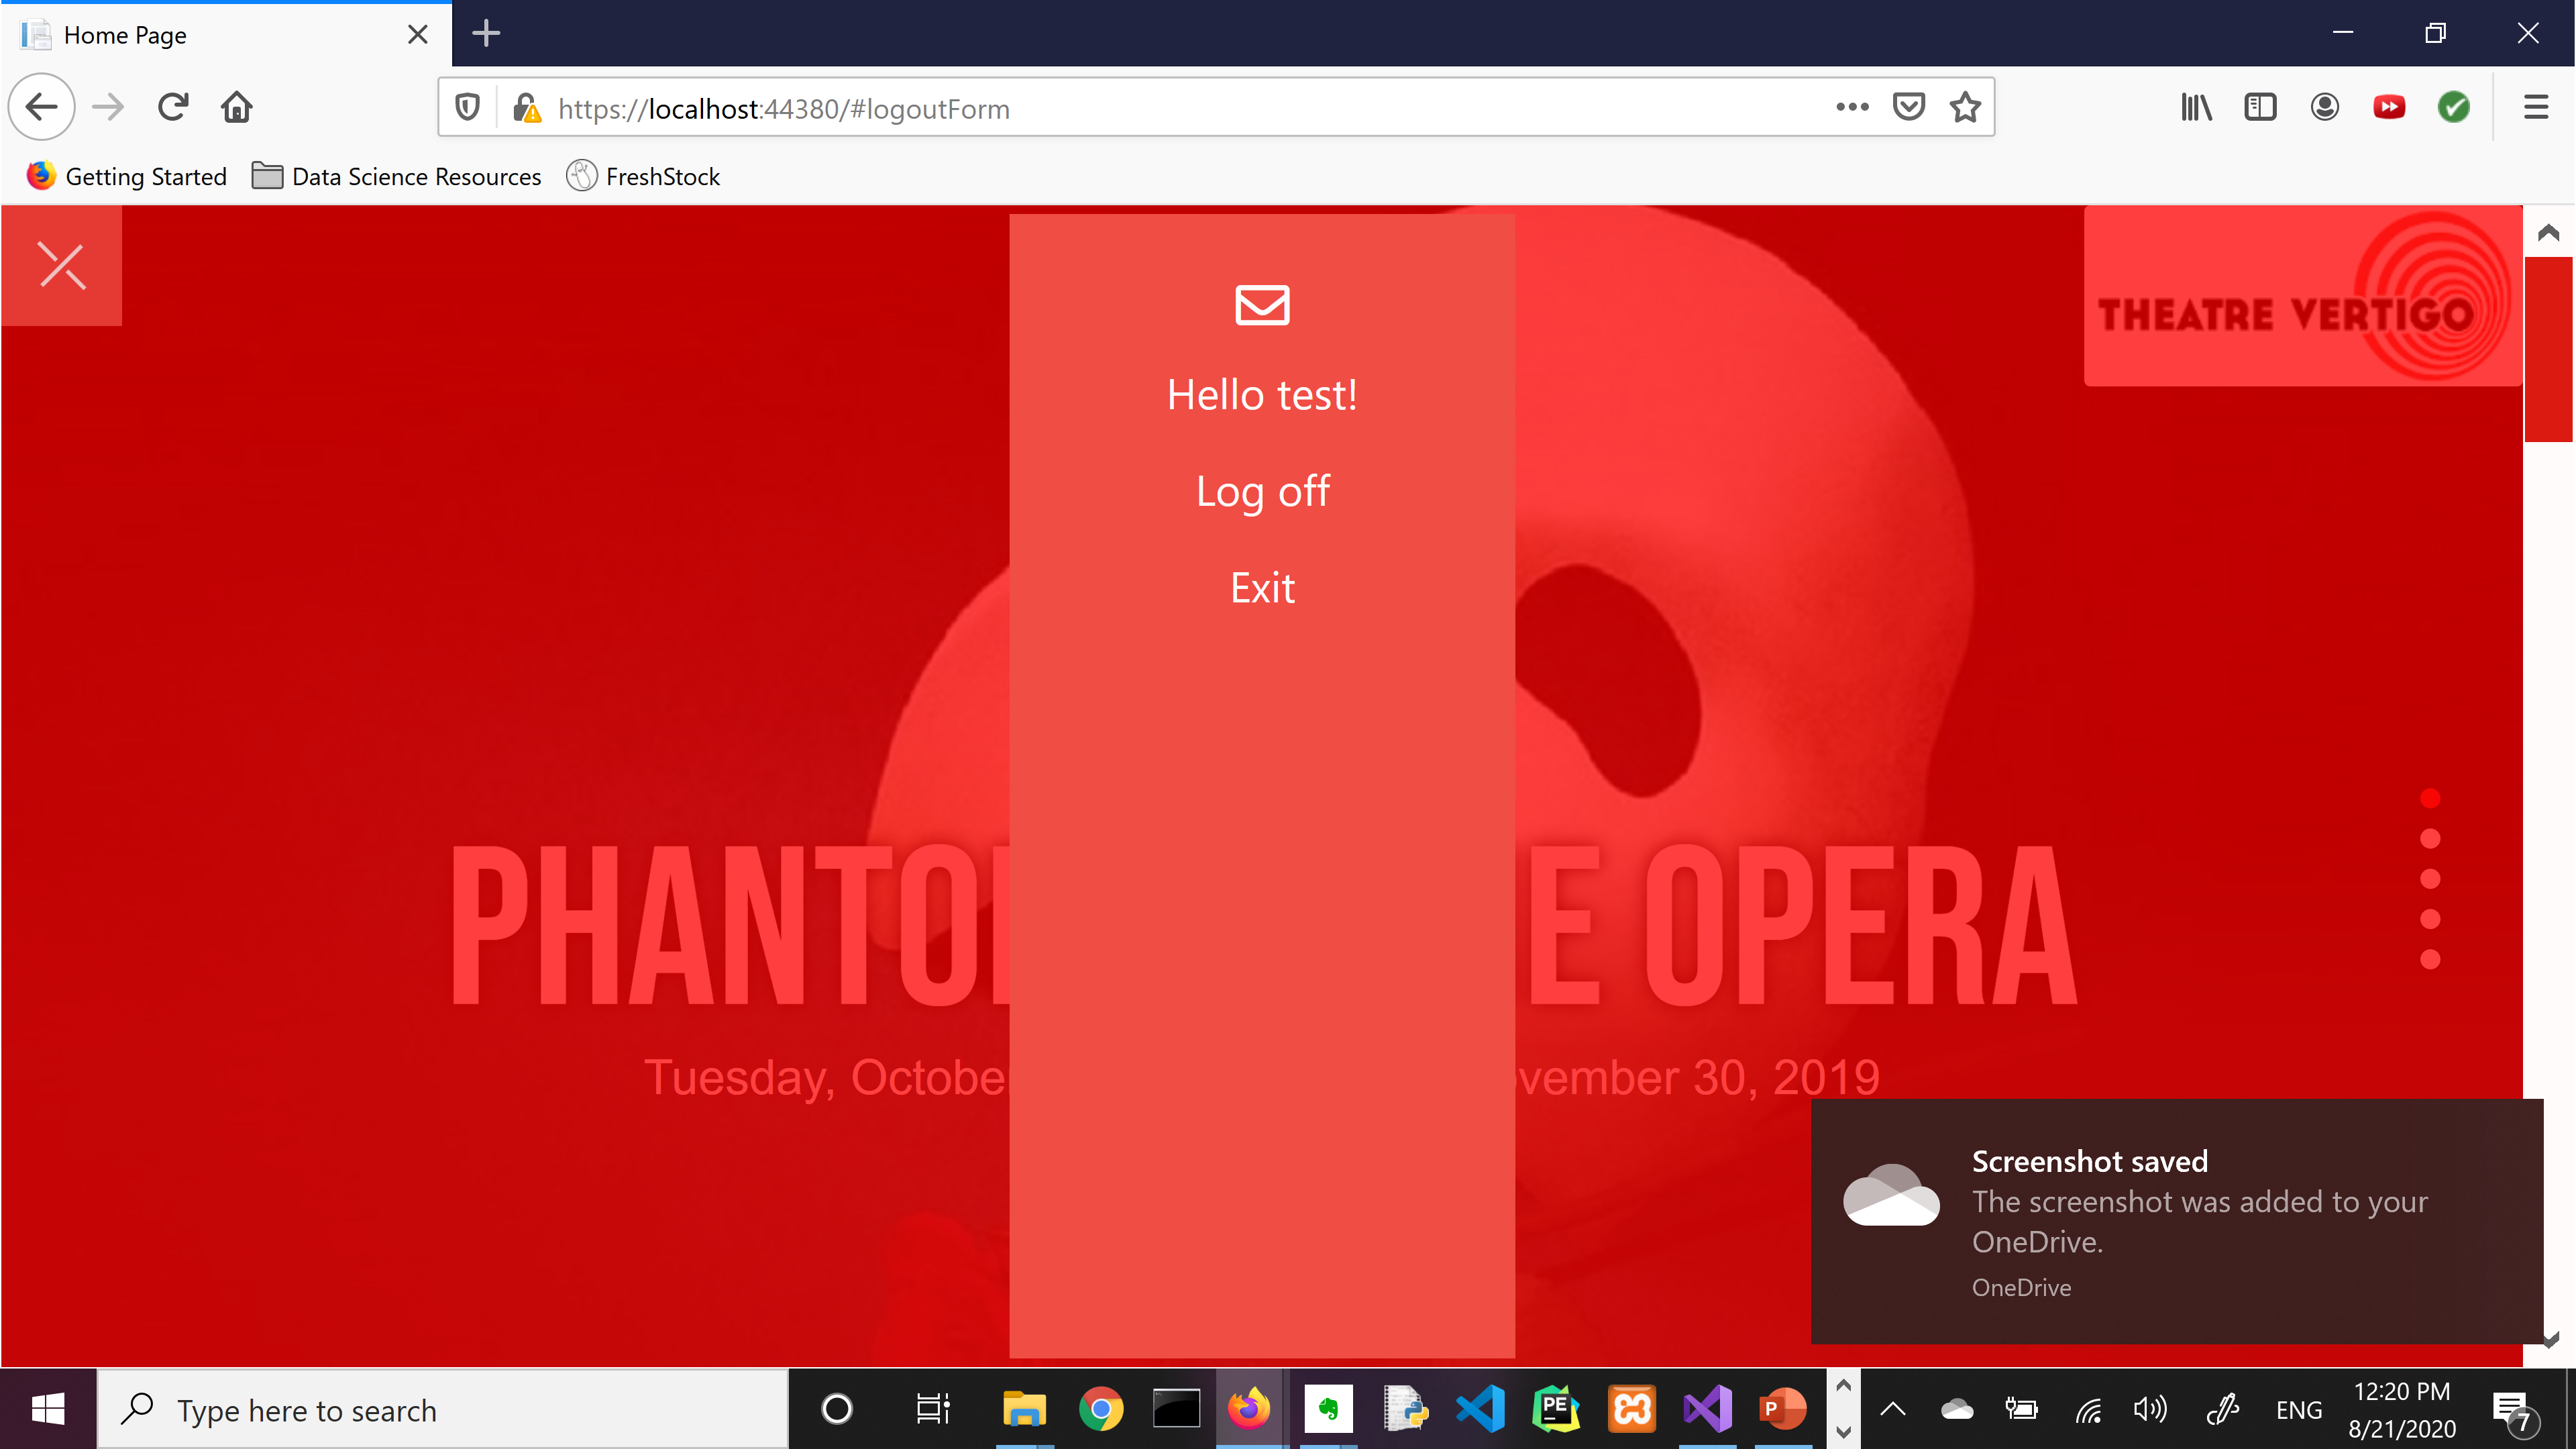 Home Page
https://localhost:44380/#logoutForm
Getting Started
Data Science Resources
FreshStock
THEATRE VERTIGO
Hello test!
Log off
Exit
PHANTO
E OPERA
Tuesday, Octobe
vember 30, 2019
Screenshot saved
The screenshot was added to your
OneDrive.
OneDrive
Type here to search
PE
P
ENG
12:20 PM
8/21/2020
7